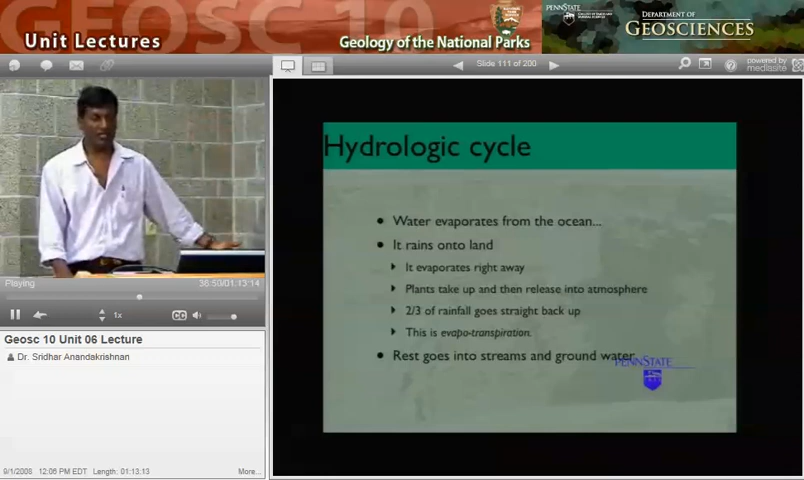 GEOSC 10
Unit Lectures
Geology of the National Parks
PENNSTATE
DEPARTMENT OF
GEOSCIENCES
Slide 111 of 200
powered by
mediasite
Hydrologic cycle
• Water evaporates from the ocean...
• It rains onto land
It evaporates right away
Plants take up and then release into atmosphere
2/3 of rainfall goes straight back up
This is evapo-transpiration.
• Rest goes into streams and ground water
PENNSTATE
Playing
38:50/01:13:14
1x
CC
Geosc 10 Unit 06 Lecture
Dr. Sridhar Anandakrishnan
9/1/2008 12:06 PM EDT Length: 01:13:13
More...